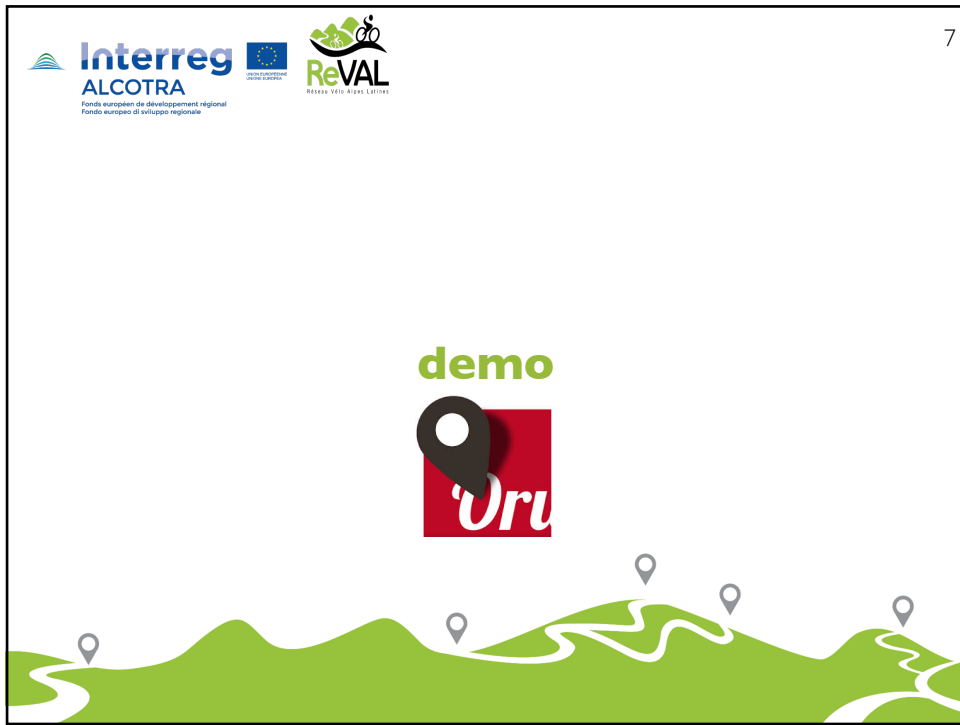 7
Interreg
ALCOTRA
Fonds européen de développement régional
Fondo europeo di sviluppo regionale
UNION EUROPÉENNE
UNIONE EUROPEA
ReVAL
Réseau Vélo Alpes Latines
demo
Oru